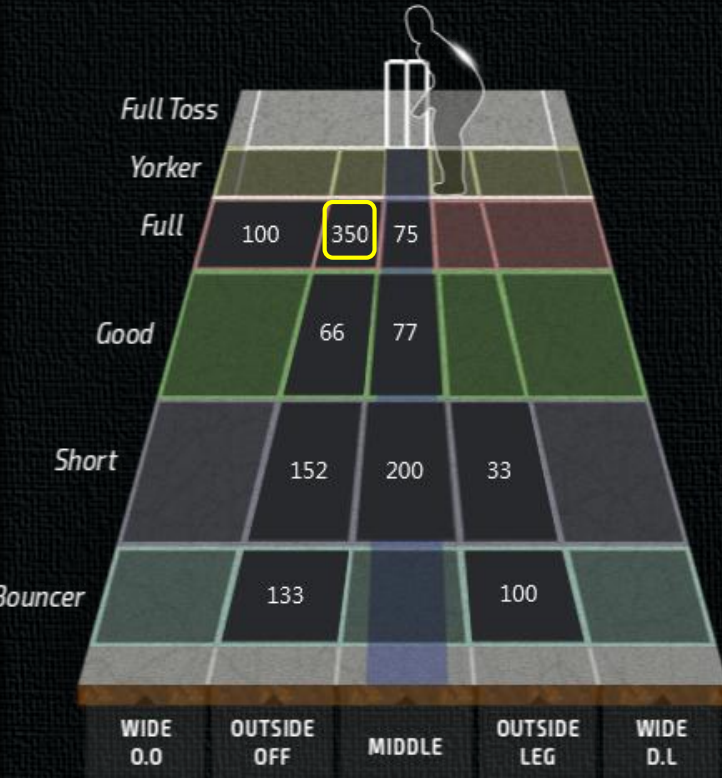 Full Toss
Yorker
Full
100 350 75
Good
66 77
Short
152 200 33
Bouncer
133 100
WIDE O.O
OUTSIDE OFF
MIDDLE
OUTSIDE LEG
WIDE D.L